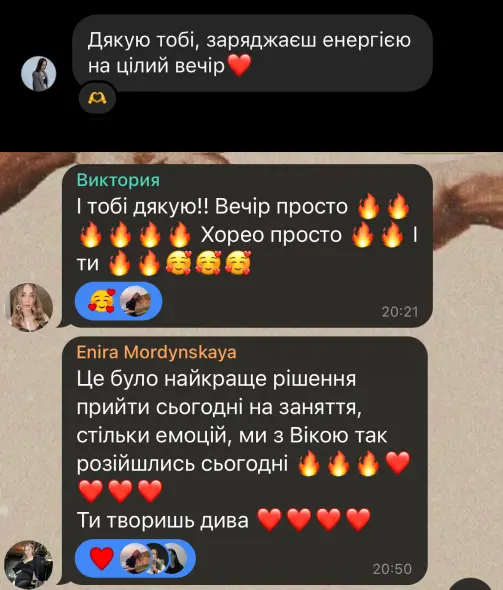 Дякую тобі, заряджаєш енергією
на цілий вечір❤️
Виктория
І тобі дякую!! Вечір просто 🔥🔥
🔥🔥🔥🔥 Хорео просто 🔥🔥 І
ти 🔥🔥🥰🥰🥰
20:21
Enira Mordynskaya
Це було найкраще рішення
прийти сьогодні на заняття,
стільки емоцій, ми з Вікою так
розійшлись сьогодні 🔥🔥🔥❤️
❤️❤️❤️
Ти творишь дива ❤️❤️❤️❤️
20:50